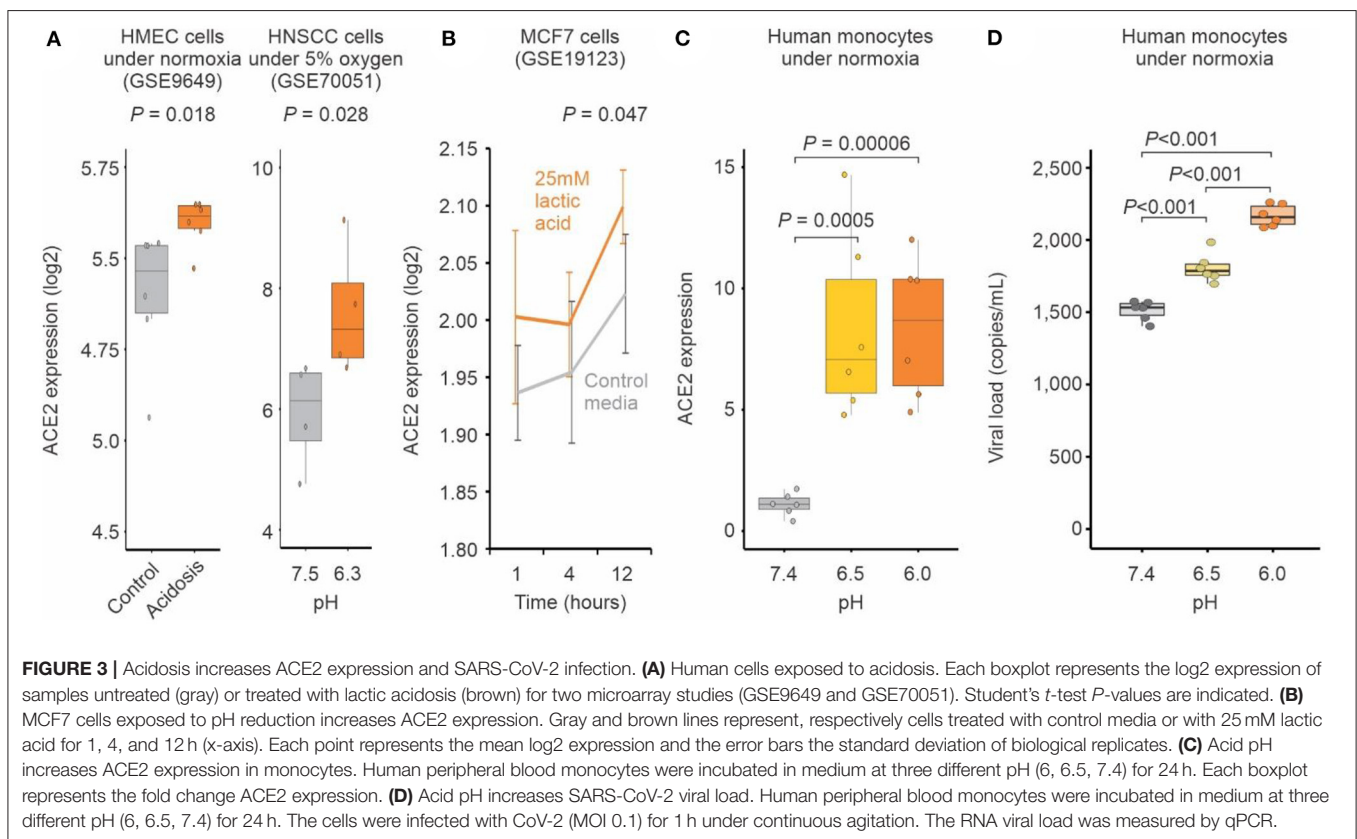 A
HMEC cells
under normoxia
(GSE9649)
P = 0.018
ACE2 expression (log2)
5.75
5.5
4.75
5.0
4.5
Control
Acidosis
HNSCC cells
under 5% oxygen
(GSE70051)
P = 0.028
10
8
6
4
7.5 6.3
pH
B
MCF7 cells
(GSE19123)
P = 0.047
ACE2 expression (log2)
2.15
2.10
2.05
2.00
1.95
1.90
1.85
1.80
25mM
lactic
acid
Control
media
1 4 12
Time (hours)
C
Human monocytes
under normoxia
P = 0.00006
P = 0.0005
ACE2 expression
15
10
5
0
7.4 6.5 6.0
pH
D
Human monocytes
under normoxia
P<0.001
P<0.001
P<0.001
Viral load (copies/mL)
2,500
2,000
1,500
1,000
500
0
7.4 6.5 6.0
pH
FIGURE 3 | Acidosis increases ACE2 expression and SARS-CoV-2 infection. (A) Human cells exposed to acidosis. Each boxplot represents the log2 expression of
samples untreated (gray) or treated with lactic acidosis (brown) for two microarray studies (GSE9649 and GSE70051). Student's t-test P-values are indicated. (B)
MCF7 cells exposed to pH reduction increases ACE2 expression. Gray and brown lines represent, respectively cells treated with control media or with 25 mM lactic
acid for 1, 4, and 12 h (x-axis). Each point represents the mean log2 expression and the error bars the standard deviation of biological replicates. (C) Acid pH
increases ACE2 expression in monocytes. Human peripheral blood monocytes were incubated in medium at three different pH (6, 6.5, 7.4) for 24 h. Each boxplot
represents the fold change ACE2 expression. (D) Acid pH increases SARS-CoV-2 viral load. Human peripheral blood monocytes were incubated in medium at three
different pH (6, 6.5, 7.4) for 24 h. The cells were infected with CoV-2 (MOI 0.1) for 1 h under continuous agitation. The RNA viral load was measured by qPCR.